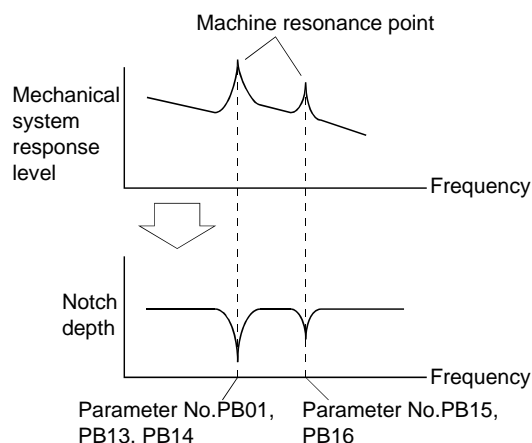 Machine resonance point
Mechanical
system
response
level
Frequency
Notch
depth
Frequency
Parameter No.PB01,
PB13, PB14
Parameter No.PB15,
PB16